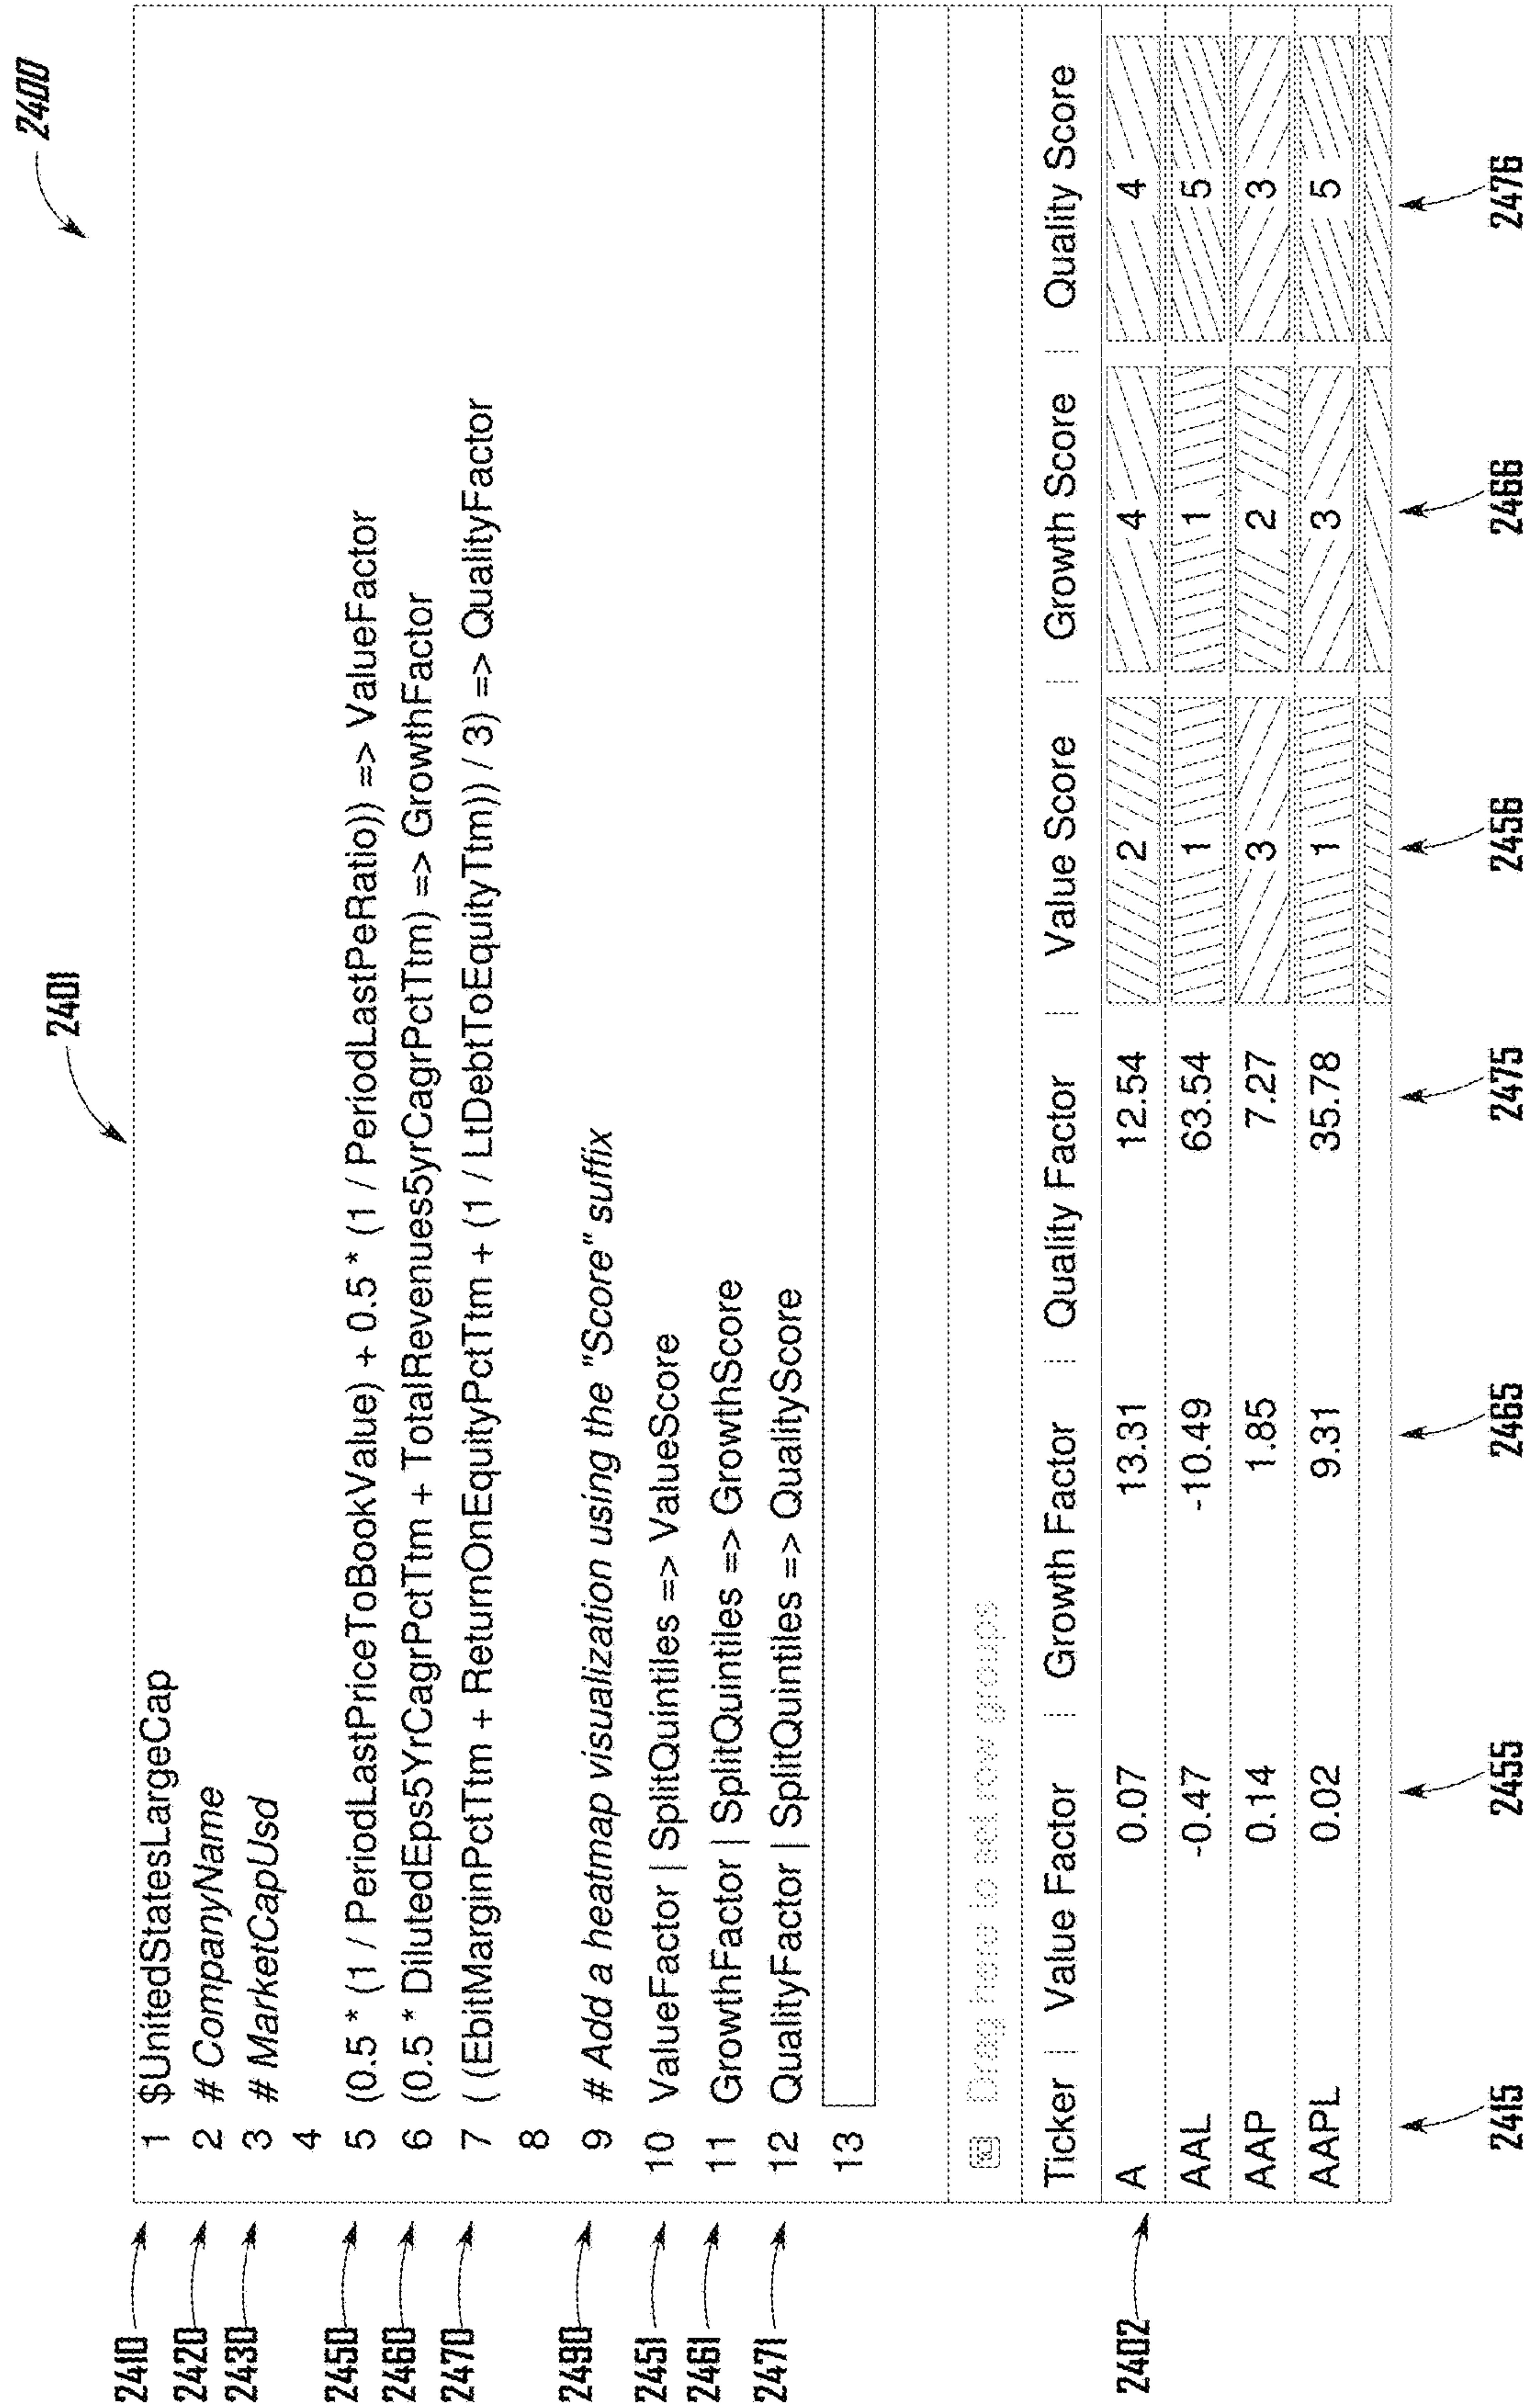 2400
2401
2410 1 $UnitedStatesLargeCap
2420 2 # CompanyName
2430 3 # MarketCapUsd
4
2450 5 (0.5 * (1 / PeriodLastPriceToBookValue) + 0.5 * (1 / PeriodLastPeRatio)) => ValueFactor
2460 6 (0.5 * DilutedEps5YrCagrPctTtm + TotalRevenues5yrCagrPctTtm) => GrowthFactor
2470 7 ( (EbitMarginPctTtm + ReturnOnEquityPctTtm + (1 / LtDebtToEquityTtm)) / 3) => QualityFactor
8
2490 9 # Add a heatmap visualization using the "Score" suffix
2451 10 ValueFactor | SplitQuintiles => ValueScore
2461 11 GrowthFactor | SplitQuintiles => GrowthScore
2471 12 QualityFactor | SplitQuintiles => QualityScore
13
Drag here to set row groups
Ticker | Value Factor | Growth Factor | Quality Factor | Value Score | Growth Score | Quality Score
2402 A 0.07 13.31 12.54 2 4 4
AAL -0.47 -10.49 63.54 1 1 5
AAP 0.14 1.85 7.27 3 2 3
AAPL 0.02 9.31 35.78 1 3 5
2415 2455 2465 2475 2456 2466 2476